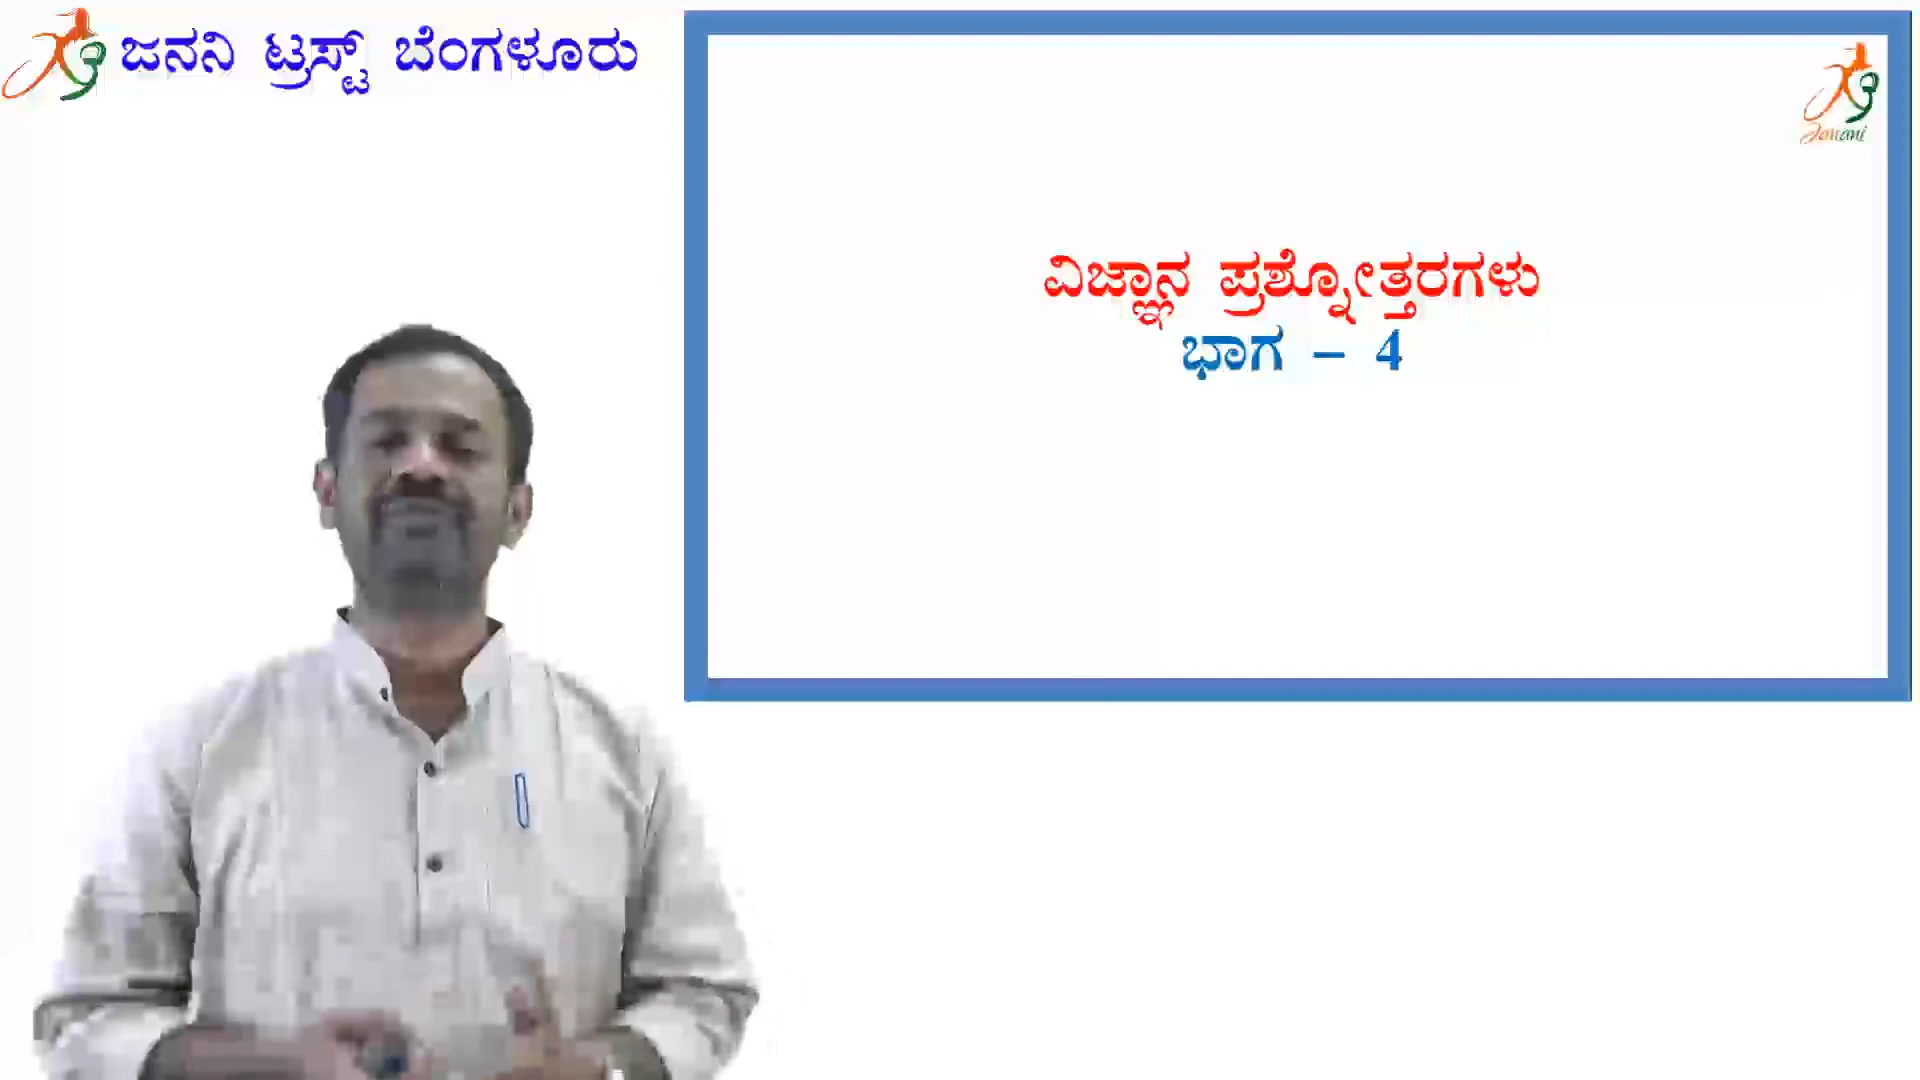 ಜನನಿ ಟ್ರಸ್ಟ್ ಬೆಂಗಳೂರು
Janani
ವಿಜ್ಞಾನ ಪ್ರಶ್ನೋತ್ತರಗಳು
ಭಾಗ – 4